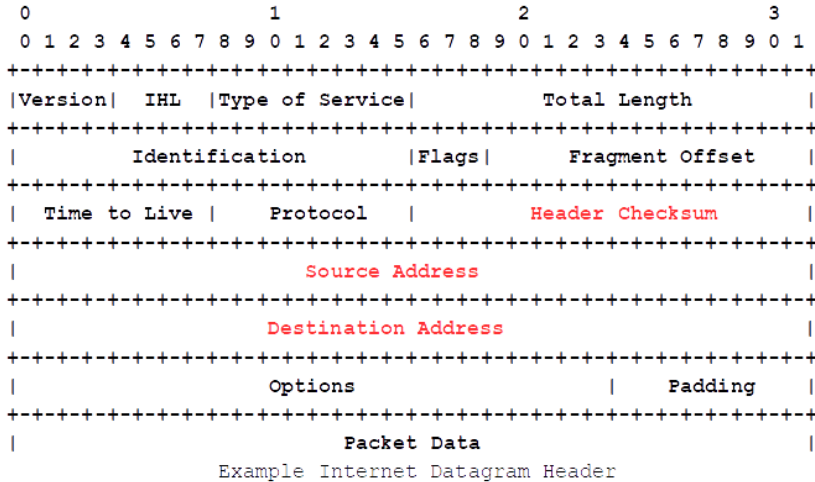 0                   1                   2                   3
0 1 2 3 4 5 6 7 8 9 0 1 2 3 4 5 6 7 8 9 0 1 2 3 4 5 6 7 8 9 0 1
+-+-+-+-+-+-+-+-+-+-+-+-+-+-+-+-+-+-+-+-+-+-+-+-+-+-+-+-+-+-+-+-+
|Version|  IHL  |Type of Service|          Total Length         |
+-+-+-+-+-+-+-+-+-+-+-+-+-+-+-+-+-+-+-+-+-+-+-+-+-+-+-+-+-+-+-+-+
|         Identification        |Flags|      Fragment Offset    |
+-+-+-+-+-+-+-+-+-+-+-+-+-+-+-+-+-+-+-+-+-+-+-+-+-+-+-+-+-+-+-+-+
|  Time to Live |    Protocol   |         Header Checksum       |
+-+-+-+-+-+-+-+-+-+-+-+-+-+-+-+-+-+-+-+-+-+-+-+-+-+-+-+-+-+-+-+-+
|                       Source Address                          |
+-+-+-+-+-+-+-+-+-+-+-+-+-+-+-+-+-+-+-+-+-+-+-+-+-+-+-+-+-+-+-+-+
|                    Destination Address                        |
+-+-+-+-+-+-+-+-+-+-+-+-+-+-+-+-+-+-+-+-+-+-+-+-+-+-+-+-+-+-+-+-+
|                    Options                    |    Padding    |
+-+-+-+-+-+-+-+-+-+-+-+-+-+-+-+-+-+-+-+-+-+-+-+-+-+-+-+-+-+-+-+-+
|                          Packet Data                          |
Example Internet Datagram Header